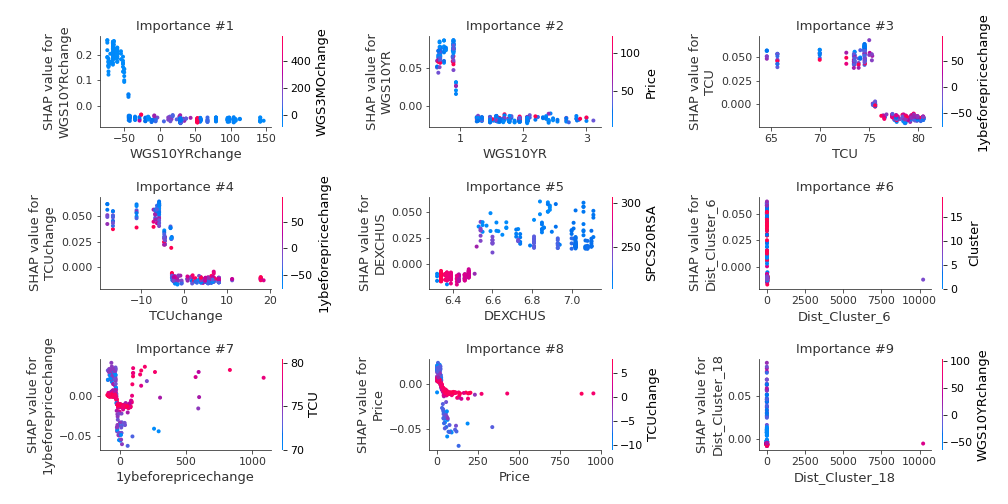 Importance #1
SHAP value for
WGS10YRchange
0.2
0.1
0.0
−50
0
50
100
150
WGS10YRchange
400
200
0
WGS3MOchange
Importance #2
SHAP value for
WGS10YR
0.05
0.00
1
2
3
WGS10YR
100
50
Price
Importance #3
SHAP value for
TCU
0.050
0.025
0.000
65
70
75
80
TCU
50
0
−50
1ybeforepricechange
Importance #4
SHAP value for
TCUchange
0.050
0.025
0.000
−10
0
10
20
TCUchange
50
0
−50
1ybeforepricechange
Importance #5
SHAP value for
DEXCHUS
0.050
0.025
0.000
6.4
6.6
6.8
7.0
DEXCHUS
300
250
SPCS20RSA
Importance #6
SHAP value for
Dist_Cluster_6
0.050
0.025
0.000
0
2500
5000
7500
10000
Dist_Cluster_6
15
10
5
0
Cluster
Importance #7
SHAP value for
1ybeforepricechange
0.00
−0.05
0
500
1000
1ybeforepricechange
80
75
70
TCU
Importance #8
SHAP value for
Price
0.00
−0.05
0
250
500
750
1000
Price
5
0
−5
−10
TCUchange
Importance #9
SHAP value for
Dist_Cluster_18
0.05
0.00
0
2500
5000
7500
10000
Dist_Cluster_18
100
50
0
−50
WGS10YRchange